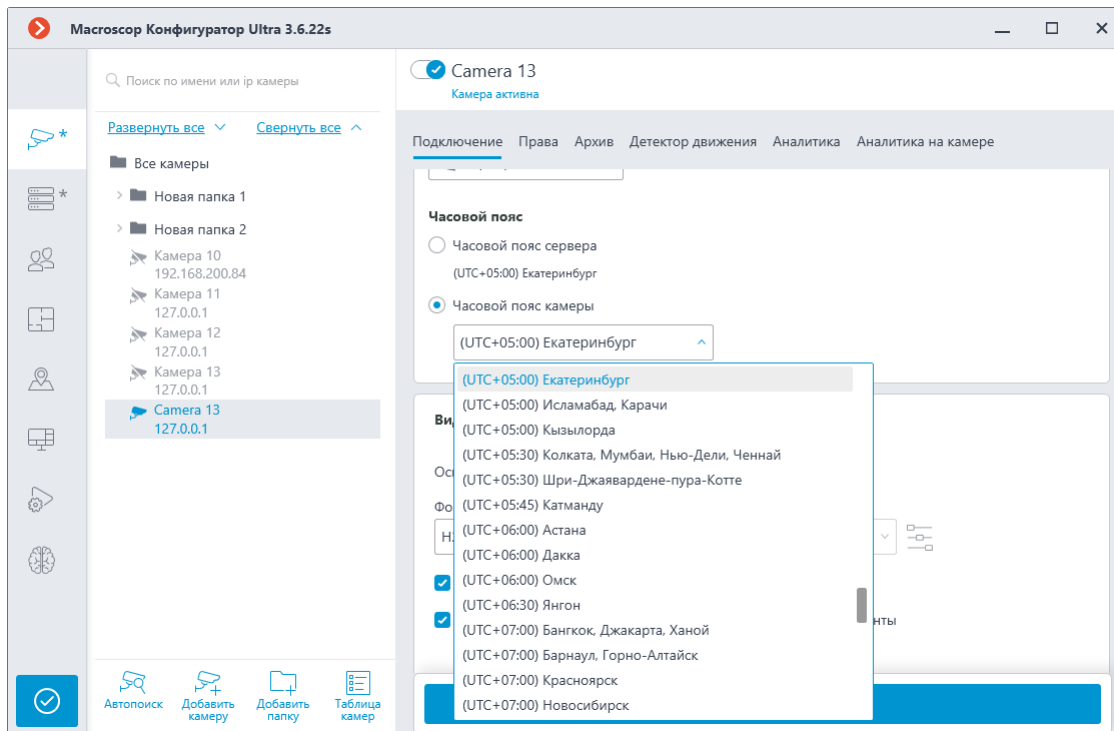 Macroscop Конфигуратор Ultra 3.6.22s
Поиск по имени или ip камеры
Развернуть все
Свернуть все
Все камеры
Новая папка 1
Новая папка 2
Камера 10
192.168.200.84
Камера 11
127.0.0.1
Камера 12
127.0.0.1
Камера 13
127.0.0.1
Camera 13
127.0.0.1
Автопоиск
Добавить камеру
Добавить папку
Таблица камер
Camera 13
Камера активна
Подключение Права Архив Детектор движения Аналитика Аналитика на камере
Часовой пояс
Часовой пояс сервера
(UTC+05:00) Екатеринбург
Часовой пояс камеры
(UTC+05:00) Екатеринбург
(UTC+05:00) Екатеринбург
(UTC+05:00) Исламабад, Карачи
(UTC+05:00) Кызылорда
(UTC+05:30) Колката, Мумбаи, Нью-Дели, Ченнай
(UTC+05:30) Шри-Джаявардене-пура-Котте
(UTC+05:45) Катманду
(UTC+06:00) Астана
(UTC+06:00) Дакка
(UTC+06:00) Омск
(UTC+06:30) Янгон
(UTC+07:00) Бангкок, Джакарта, Ханой
(UTC+07:00) Барнаул, Горно-Алтайск
(UTC+07:00) Красноярск
(UTC+07:00) Новосибирск